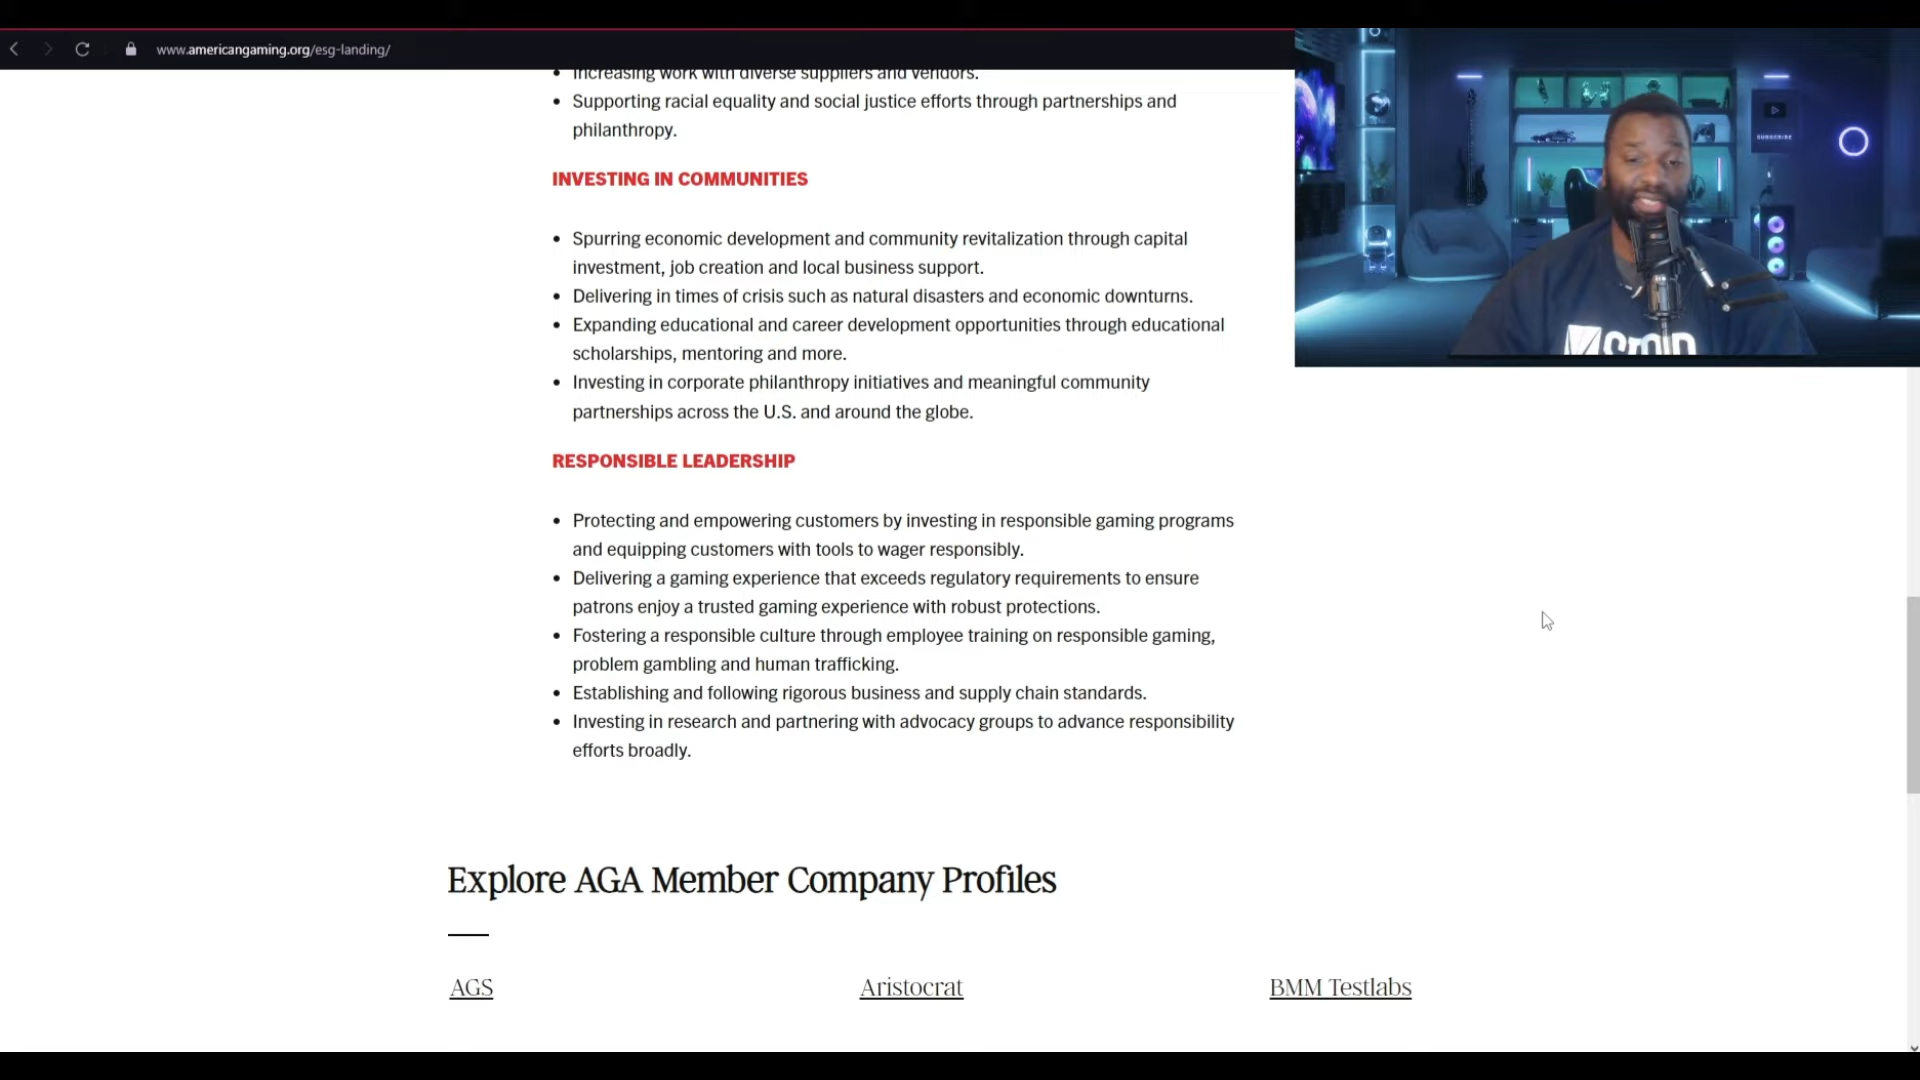 www.americangaming.org/esg-landing/
Increasing work with diverse suppliers and vendors.
Supporting racial equality and social justice efforts through partnerships and
philanthropy.
INVESTING IN COMMUNITIES
Spurring economic development and community revitalization through capital
investment, job creation and local business support.
Delivering in times of crisis such as natural disasters and economic downturns.
Expanding educational and career development opportunities through educational
scholarships, mentoring and more.
Investing in corporate philanthropy initiatives and meaningful community
partnerships across the U.S. and around the globe.
RESPONSIBLE LEADERSHIP
Protecting and empowering customers by investing in responsible gaming programs
and equipping customers with tools to wager responsibly.
Delivering a gaming experience that exceeds regulatory requirements to ensure
patrons enjoy a trusted gaming experience with robust protections.
Fostering a responsible culture through employee training on responsible gaming,
problem gambling and human trafficking.
Establishing and following rigorous business and supply chain standards.
Investing in research and partnering with advocacy groups to advance responsibility
efforts broadly.
Explore AGA Member Company Profiles
AGS
Aristocrat
BMM Testlabs
SUBSCRIBE